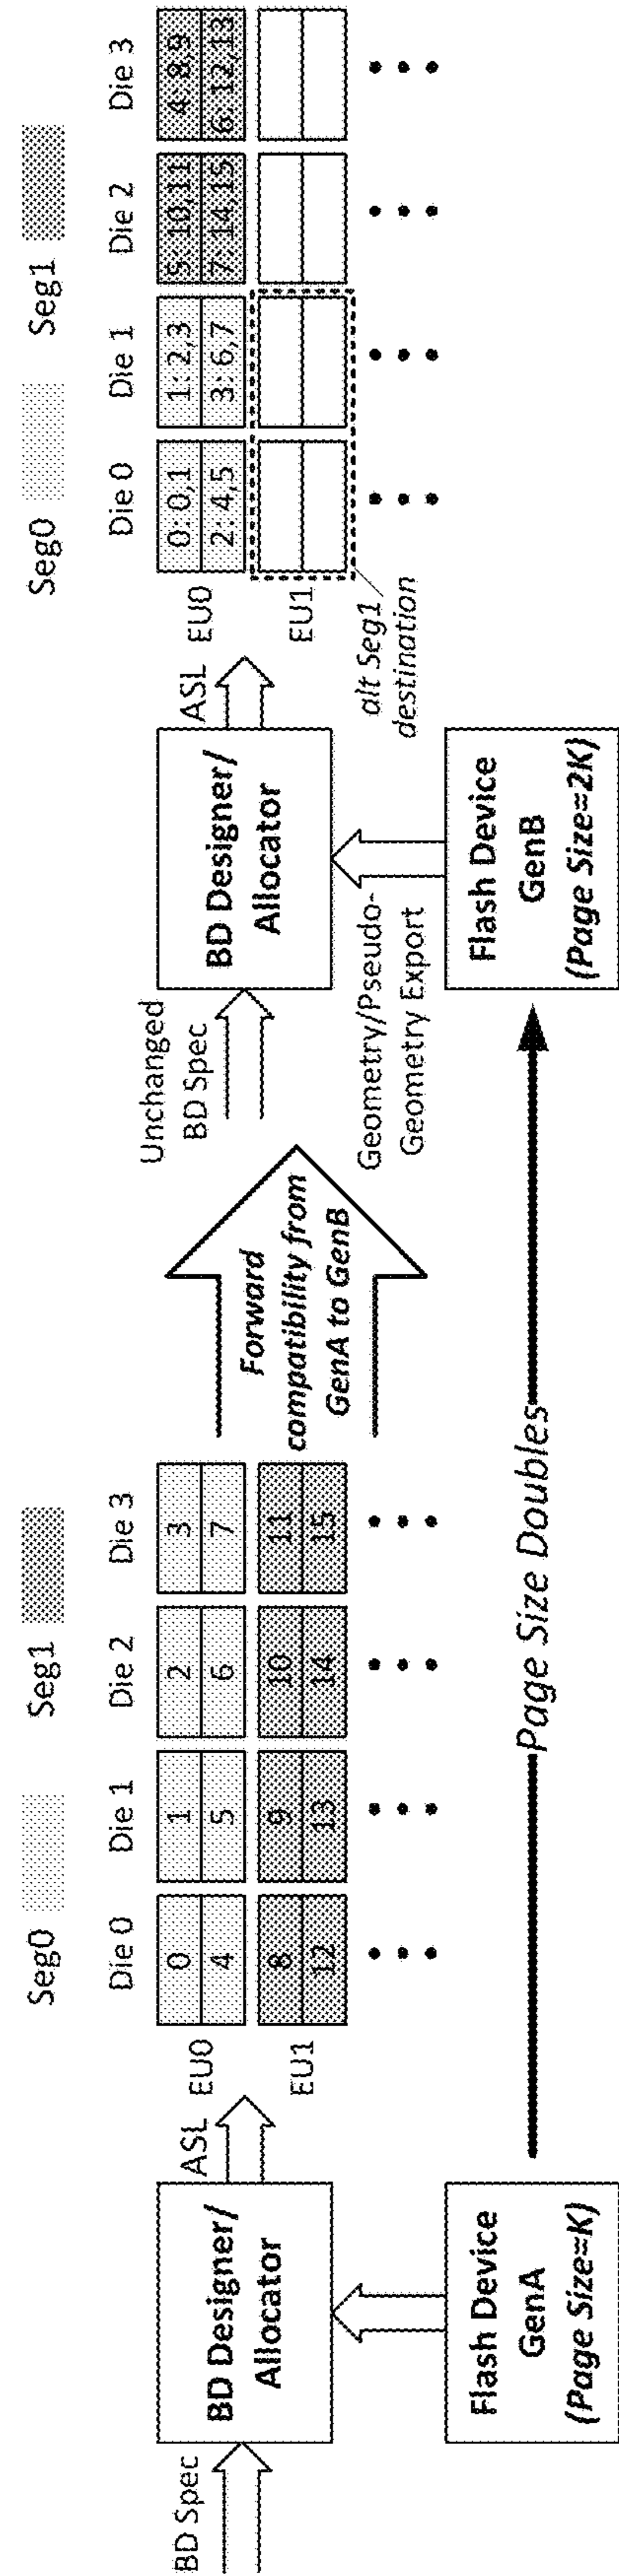 Seg0
Seg1
Die 0
Die 1
Die 2
Die 3
BD Spec
BD Designer/
Allocator
ASL
EU0
0
1
2
3
4
5
6
7
EU1
8
9
10
11
12
13
14
15
Flash Device
GenA
(Page Size=K)
Forward
compatibility from
GenA to GenB
Page Size Doubles
Seg0
Seg1
Die 0
Die 1
Die 2
Die 3
Unchanged
BD Spec
BD Designer/
Allocator
ASL
EU0
0: 0,1
1: 2,3
5: 10,11
4: 8,9
2: 4,5
3: 6,7
7: 14,15
6: 12,13
EU1
alt Seg1
destination
Geometry/Pseudo-
Geometry Export
Flash Device
GenB
(Page Size=2K)